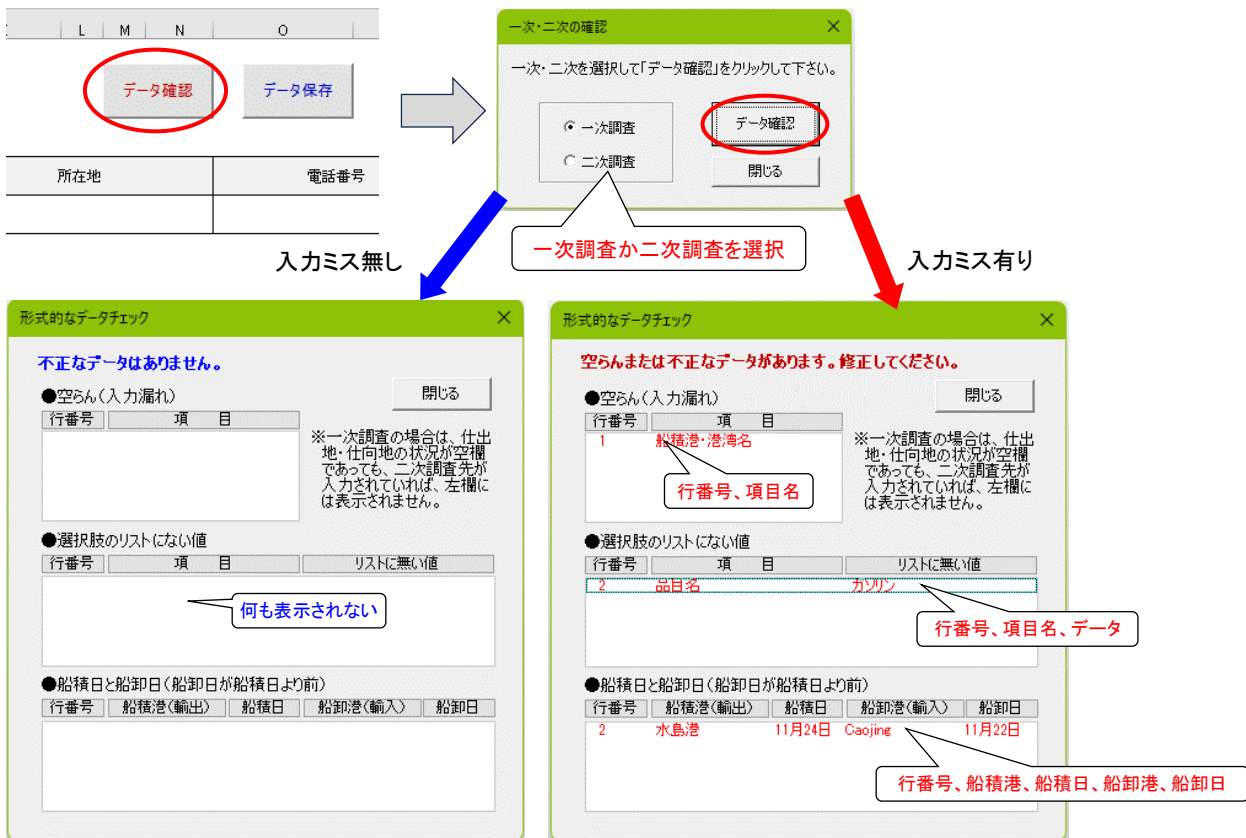 L M N O
データ確認 データ保存
所在地 電話番号
一次・二次の確認
一次・二次を選択して「データ確認」をクリックして下さい。
一次調査
二次調査
データ確認
閉じる
一次調査か二次調査を選択
入力ミス無し
入力ミス有り
形式的なデータチェック
不正なデータはありません。
閉じる
●空らん(入力漏れ)
行番号 項 目
※一次調査の場合は、仕出
地・仕向地の状況が空欄
であっても、二次調査先が
入力されていれば、左欄に
は表示されません。
●選択肢のリストにない値
行番号 項 目 リストに無い値
何も表示されない
●船積日と船卸日(船卸日が船積日より前)
行番号 船積港(輸出) 船積日 船卸港(輸入) 船卸日
形式的なデータチェック
空らんまたは不正なデータがあります。修正してください。
閉じる
●空らん(入力漏れ)
行番号 項 目
1 船積港・港湾名
行番号、項目名
※一次調査の場合は、仕出
地・仕向地の状況が空欄
であっても、二次調査先が
入力されていれば、左欄に
は表示されません。
●選択肢のリストにない値
行番号 項 目 リストに無い値
2 品目名 カソリン
行番号、項目名、データ
●船積日と船卸日(船卸日が船積日より前)
行番号 船積港(輸出) 船積日 船卸港(輸入) 船卸日
2 水島港 11月24日 Caojing 11月22日
行番号、船積港、船積日、船卸港、船卸日